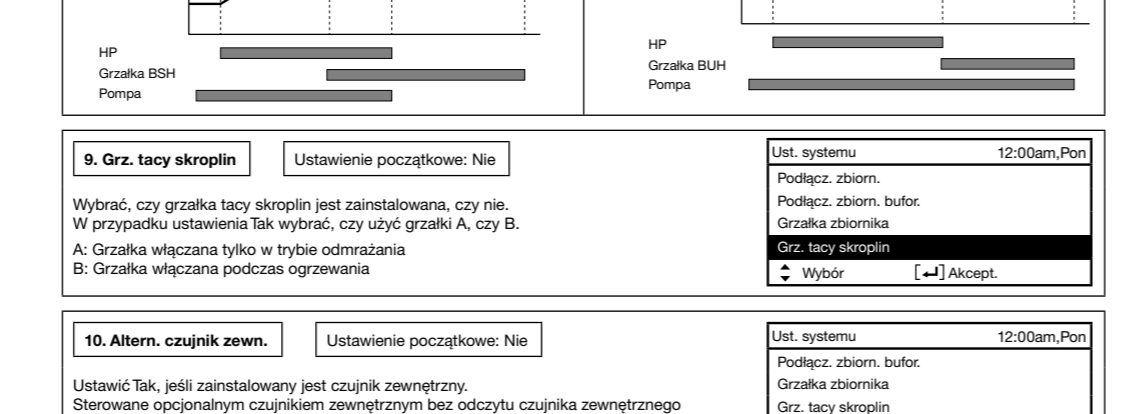 HP
Grzałka BSH
Pompa
HP
Grzałka BUH
Pompa
9. Grz. tacy skroplin
Ustawienie początkowe: Nie
Wybrać, czy grzałka tacy skroplin jest zainstalowana, czy nie.
W przypadku ustawienia Tak wybrać, czy użyć grzałki A, czy B.
A: Grzałka włączana tylko w trybie odmrażania
B: Grzałka włączana podczas ogrzewania
Ust. systemu 12:00am,Pon
Podłącz. zbiorn.
Podłącz. zbiorn. bufor.
Grzałka zbiornika
Grz. tacy skroplin
Wybór [↵] Akcept.
10. Altern. czujnik zewn.
Ustawienie początkowe: Nie
Ustawić Tak, jeśli zainstalowany jest czujnik zewnętrzny.
Sterowane opcjonalnym czujnikiem zewnętrznym bez odczytu czujnika zewnętrznego
Ust. systemu 12:00am,Pon
Podłącz. zbiorn. bufor.
Grzałka zbiornika
Grz. tacy skroplin